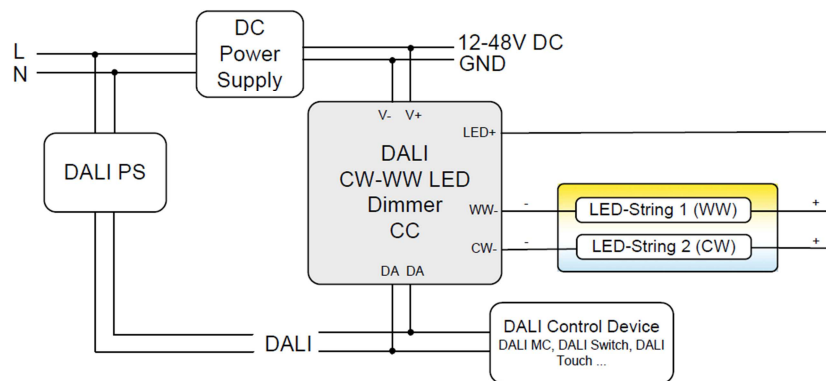 L
N
DC
Power
Supply
12-48V DC
GND
V- V+
LED+
DALI
CW-WW LED
Dimmer
CC
DALI PS
WW-
-
LED-String 1 (WW)
+
CW-
-
LED-String 2 (CW)
+
DA DA
DALI
DALI Control Device
DALI MC, DALI Switch, DALI
Touch ...